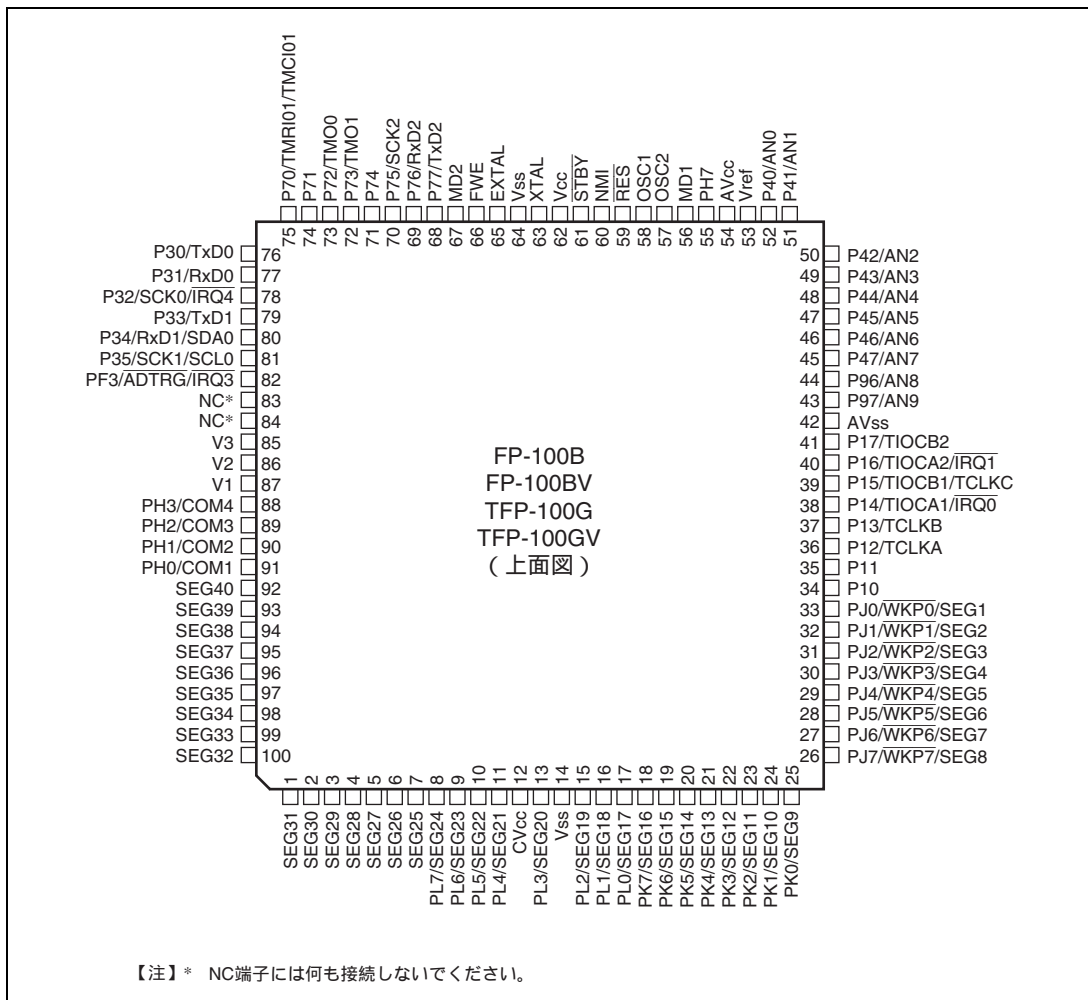 P70/TMRI01/TMCI01
P71
P72/TMO0
P73/TMO1
P74
P75/SCK2
P76/RxD2
P77/TxD2
MD2
FWE
EXTAL
Vss
XTAL
Vcc
STBY
NMI
RES
OSC1
OSC2
MD1
PH7
AVcc
Vref
P40/AN0
P41/AN1
75
74
73
72
71
70
69
68
67
66
65
64
63
62
61
60
59
58
57
56
55
54
53
52
51
P30/TxD0 76
P31/RxD0 77
P32/SCK0/IRQ4 78
P33/TxD1 79
P34/RxD1/SDA0 80
P35/SCK1/SCL0 81
PF3/ADTRG/IRQ3 82
NC* 83
NC* 84
V3 85
V2 86
V1 87
PH3/COM4 88
PH2/COM3 89
PH1/COM2 90
PH0/COM1 91
SEG40 92
SEG39 93
SEG38 94
SEG37 95
SEG36 96
SEG35 97
SEG34 98
SEG33 99
SEG32 100
FP-100B
FP-100BV
TFP-100G
TFP-100GV
(上面図)
50 P42/AN2
49 P43/AN3
48 P44/AN4
47 P45/AN5
46 P46/AN6
45 P47/AN7
44 P96/AN8
43 P97/AN9
42 AVss
41 P17/TIOCB2
40 P16/TIOCA2/IRQ1
39 P15/TIOCB1/TCLKC
38 P14/TIOCA1/IRQ0
37 P13/TCLKB
36 P12/TCLKA
35 P11
34 P10
33 PJ0/WKP0/SEG1
32 PJ1/WKP1/SEG2
31 PJ2/WKP2/SEG3
30 PJ3/WKP3/SEG4
29 PJ4/WKP4/SEG5
28 PJ5/WKP5/SEG6
27 PJ6/WKP6/SEG7
26 PJ7/WKP7/SEG8
1
2
3
4
5
6
7
8
9
10
11
12
13
14
15
16
17
18
19
20
21
22
23
24
25
SEG31
SEG30
SEG29
SEG28
SEG27
SEG26
SEG25
PL7/SEG24
PL6/SEG23
PL5/SEG22
PL4/SEG21
CVcc
PL3/SEG20
Vss
PL2/SEG19
PL1/SEG18
PL0/SEG17
PK7/SEG16
PK6/SEG15
PK5/SEG14
PK4/SEG13
PK3/SEG12
PK2/SEG11
PK1/SEG10
PK0/SEG9
【注】* NC端子には何も接続しないでください。